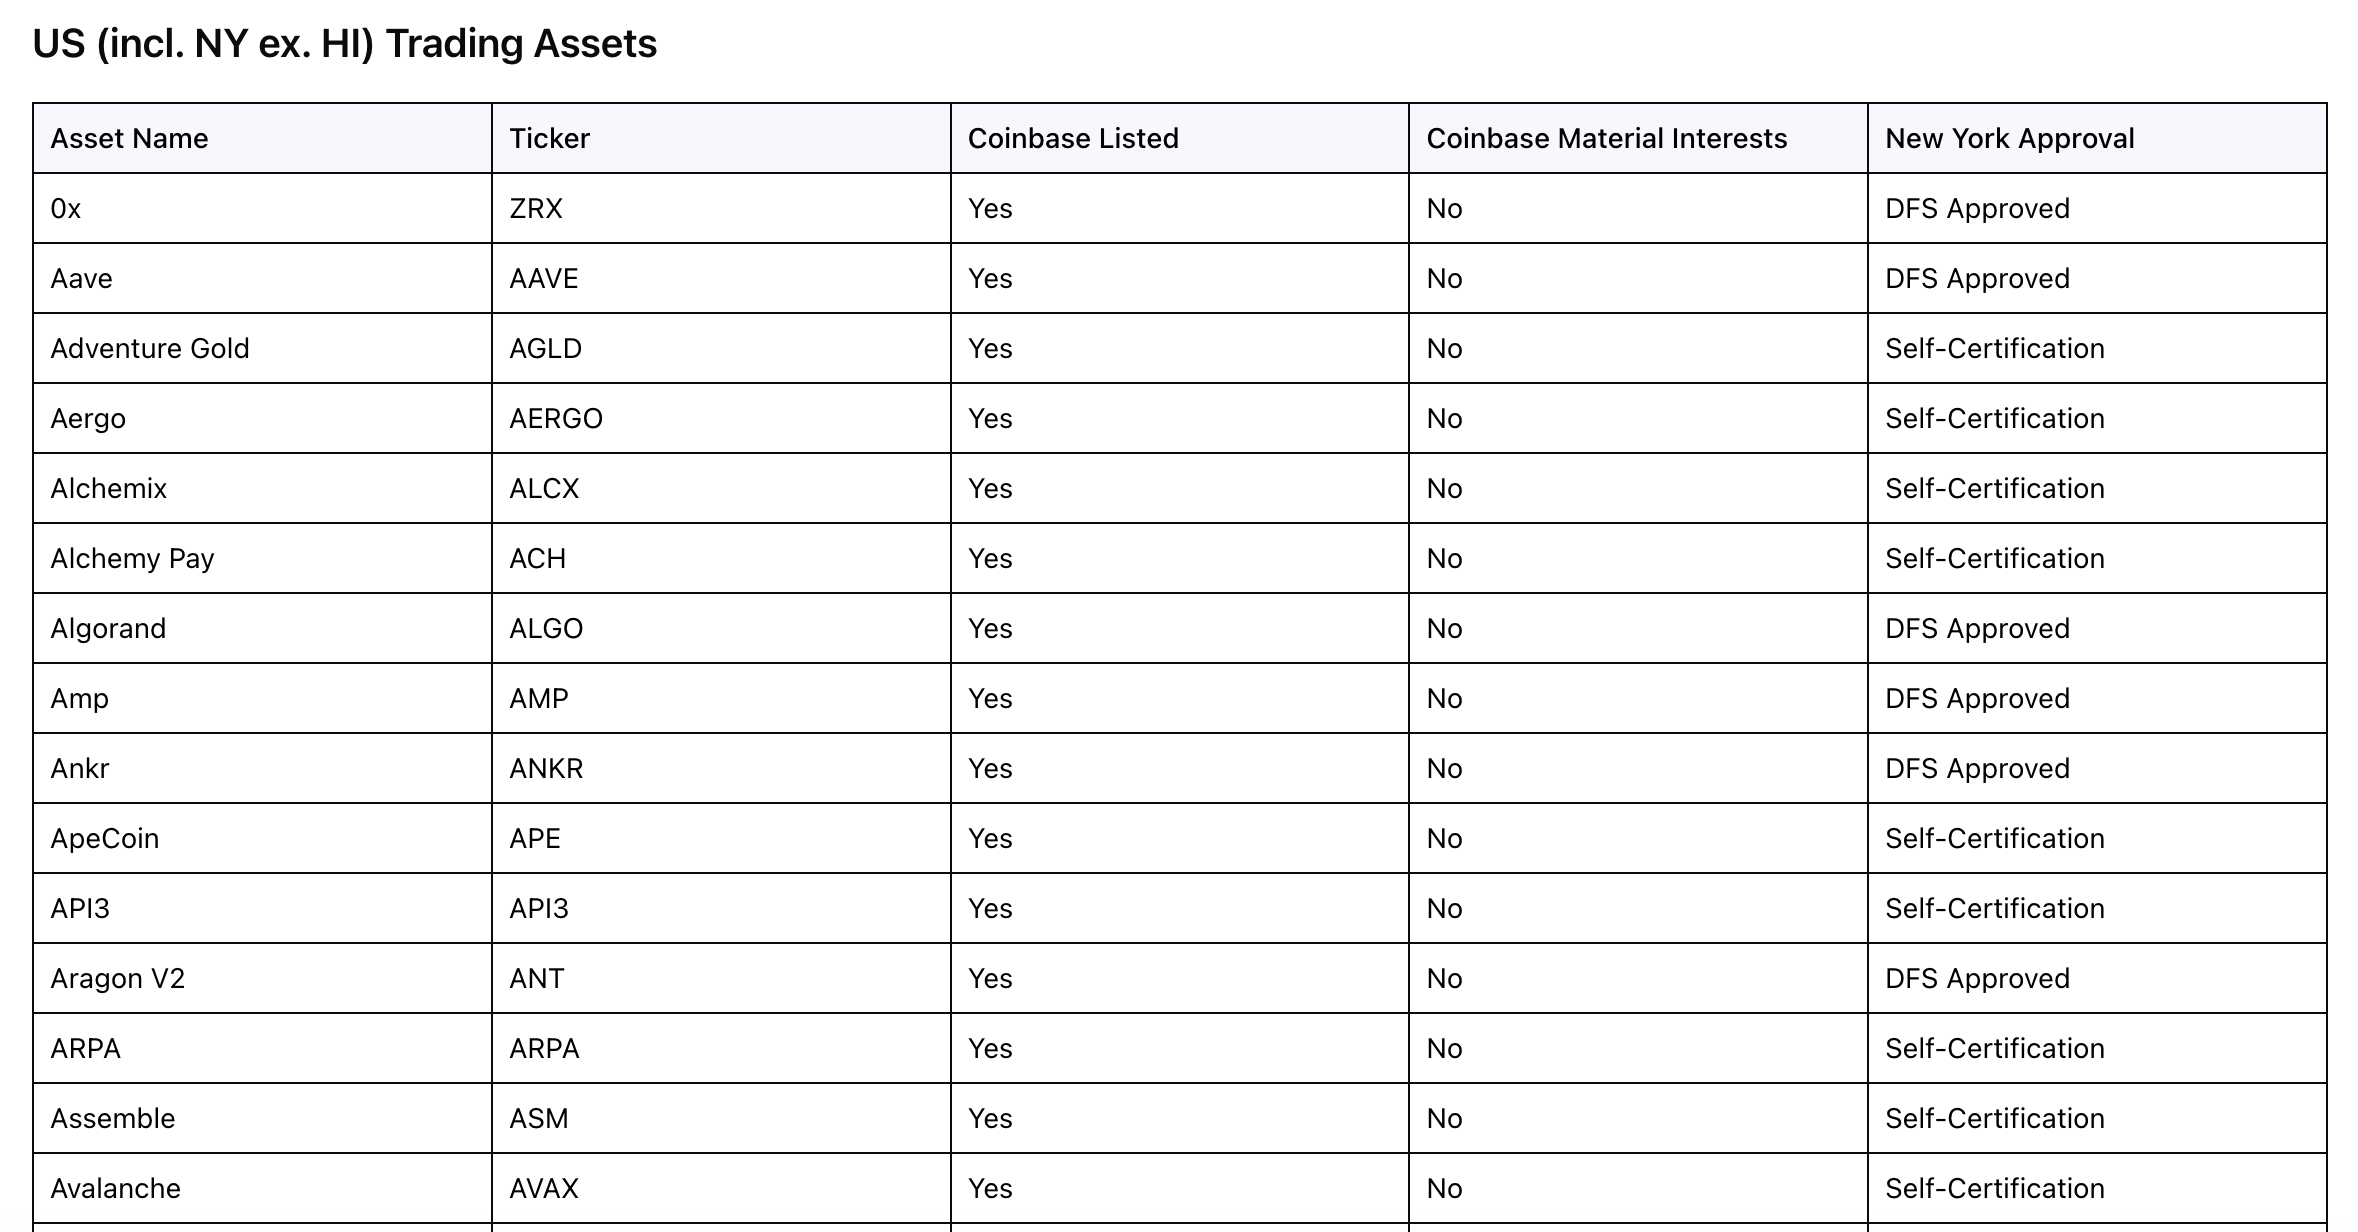 US (incl. NY ex. HI) Trading Assets
Asset Name Ticker Coinbase Listed Coinbase Material Interests New York Approval
0x ZRX Yes No DFS Approved
Aave AAVE Yes No DFS Approved
Adventure Gold AGLD Yes No Self-Certification
Aergo AERGO Yes No Self-Certification
Alchemix ALCX Yes No Self-Certification
Alchemy Pay ACH Yes No Self-Certification
Algorand ALGO Yes No DFS Approved
Amp AMP Yes No DFS Approved
Ankr ANKR Yes No DFS Approved
ApeCoin APE Yes No Self-Certification
API3 API3 Yes No Self-Certification
Aragon V2 ANT Yes No DFS Approved
ARPA ARPA Yes No Self-Certification
Assemble ASM Yes No Self-Certification
Avalanche AVAX Yes No Self-Certification